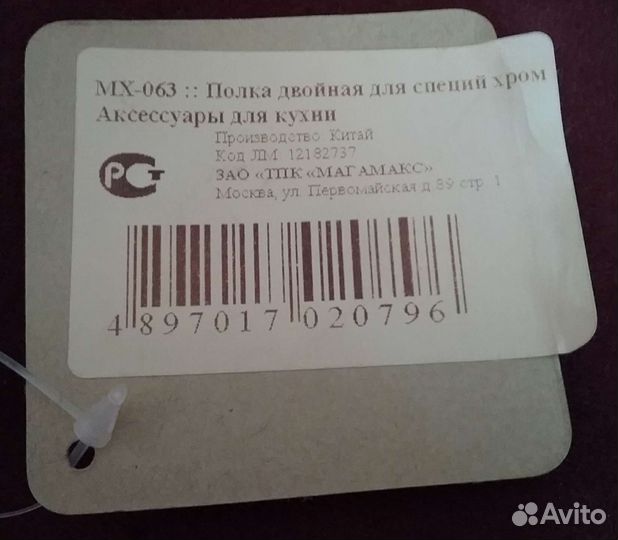 MX-063 :: Полка двойная для специй хром
Аксессуары для кухни
Производство: Китай
Код ЛМ 12182737
ЗАО «ТПК «МАГАМАКС»
Москва, ул. Первомайская д.89 стр. 1
РСТ
4 897017 020796
Avito